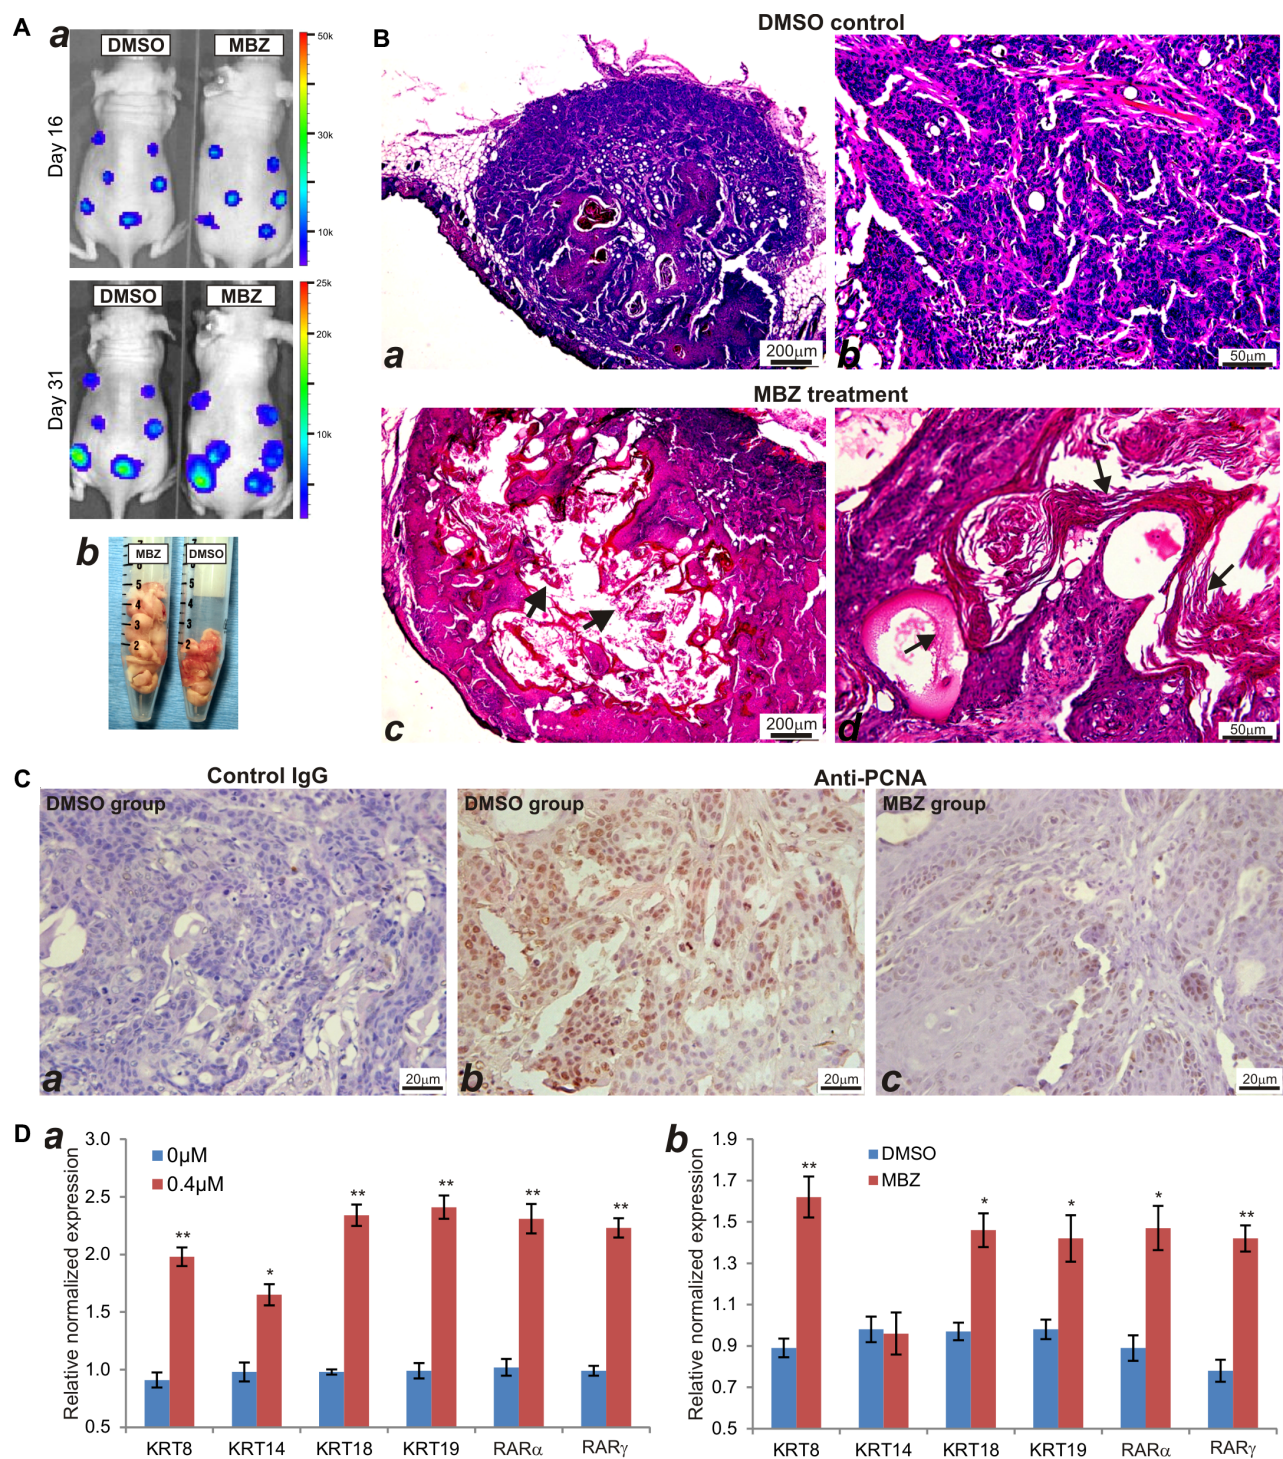 A
a
DMSO
MBZ
Day 16
50k
30k
10k
DMSO
MBZ
Day 31
25k
20k
10k
b
MBZ
DMSO
5
4
3
2
B
DMSO control
a
200µm
b
50µm
MBZ treatment
c
200µm
d
50µm
C
Control IgG
Anti-PCNA
DMSO group
a
20µm
DMSO group
b
20µm
MBZ group
c
20µm
D
a
Relative normalized expression
3.0
2.5
2.0
1.5
1.0
0.5
0µM
0.4µM
**
*
**
**
**
**
KRT8 KRT14 KRT18 KRT19 RARα RARγ
b
Relative normalized expression
1.9
1.7
1.5
1.3
1.1
0.9
0.7
0.5
DMSO
MBZ
**
*
*
*
**
KRT8 KRT14 KRT18 KRT19 RARα RARγ